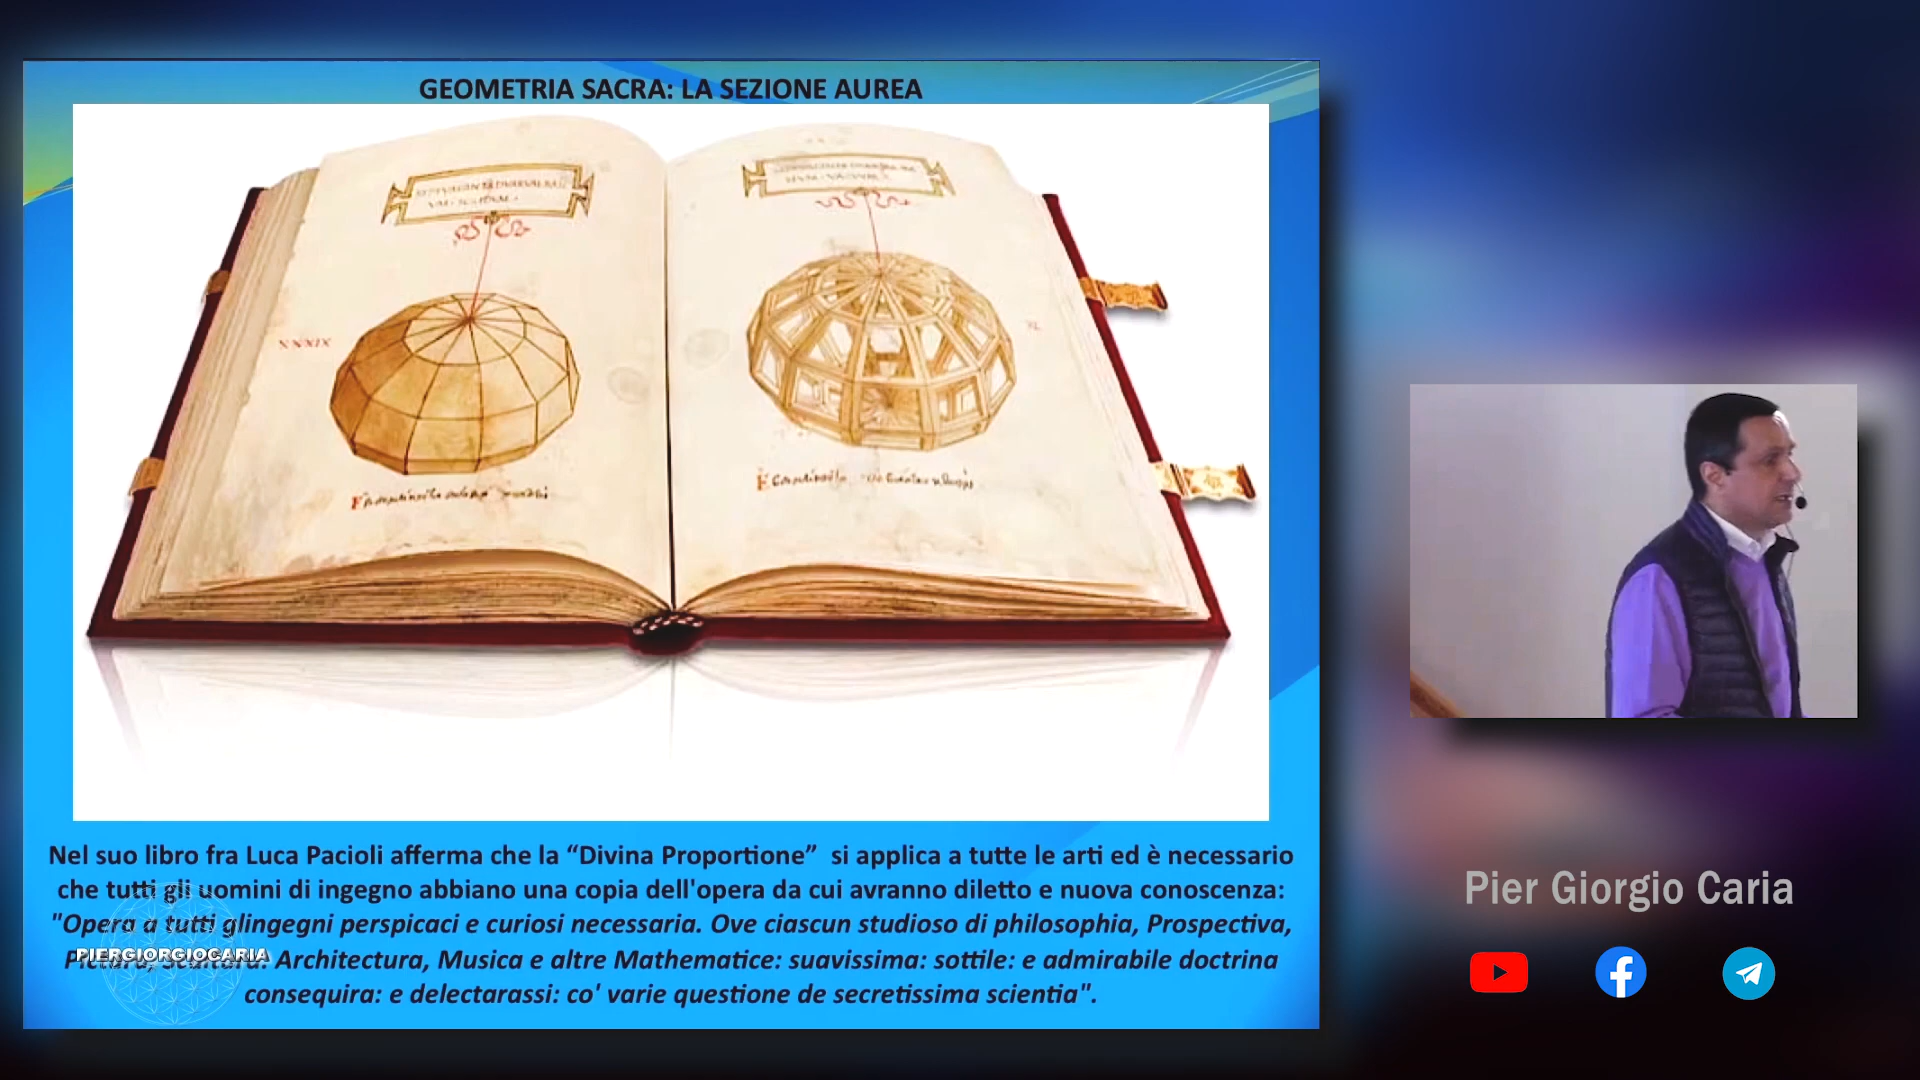 GEOMETRIA SACRA: LA SEZIONE AUREA
XXXIX
Nel suo libro fra Luca Pacioli afferma che la “Divina Proportione” si applica a tutte le arti ed è necessario
che tutti gli uomini di ingegno abbiano una copia dell'opera da cui avranno diletto e nuova conoscenza:
"Opera a tutti glingegni perspicaci e curiosi necessaria. Ove ciascun studioso di philosophia, Prospectiva,
Architectura, Musica e altre Mathematice: suavissima: sottile: e admirabile doctrina
consequira: e delectarassi: co' varie questione de secretissima scientia".
PIERGIORGIOCARIA
Pier Giorgio Caria